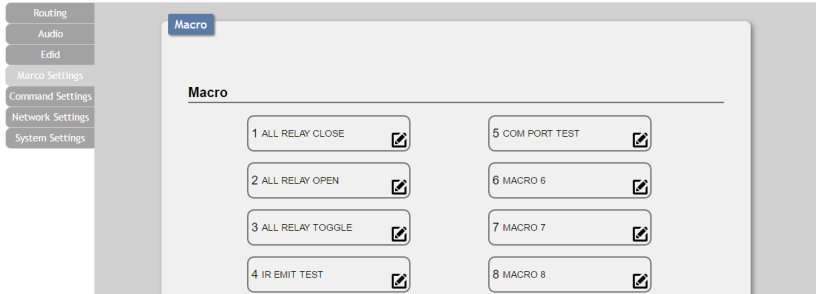 Routing
Audio
Edid
Marco Settings
Command Settings
Network Settings
System Settings
Macro
Macro
1 ALL RELAY CLOSE
2 ALL RELAY OPEN
3 ALL RELAY TOGGLE
4 IR EMIT TEST
5 COM PORT TEST
6 MACRO 6
7 MACRO 7
8 MACRO 8